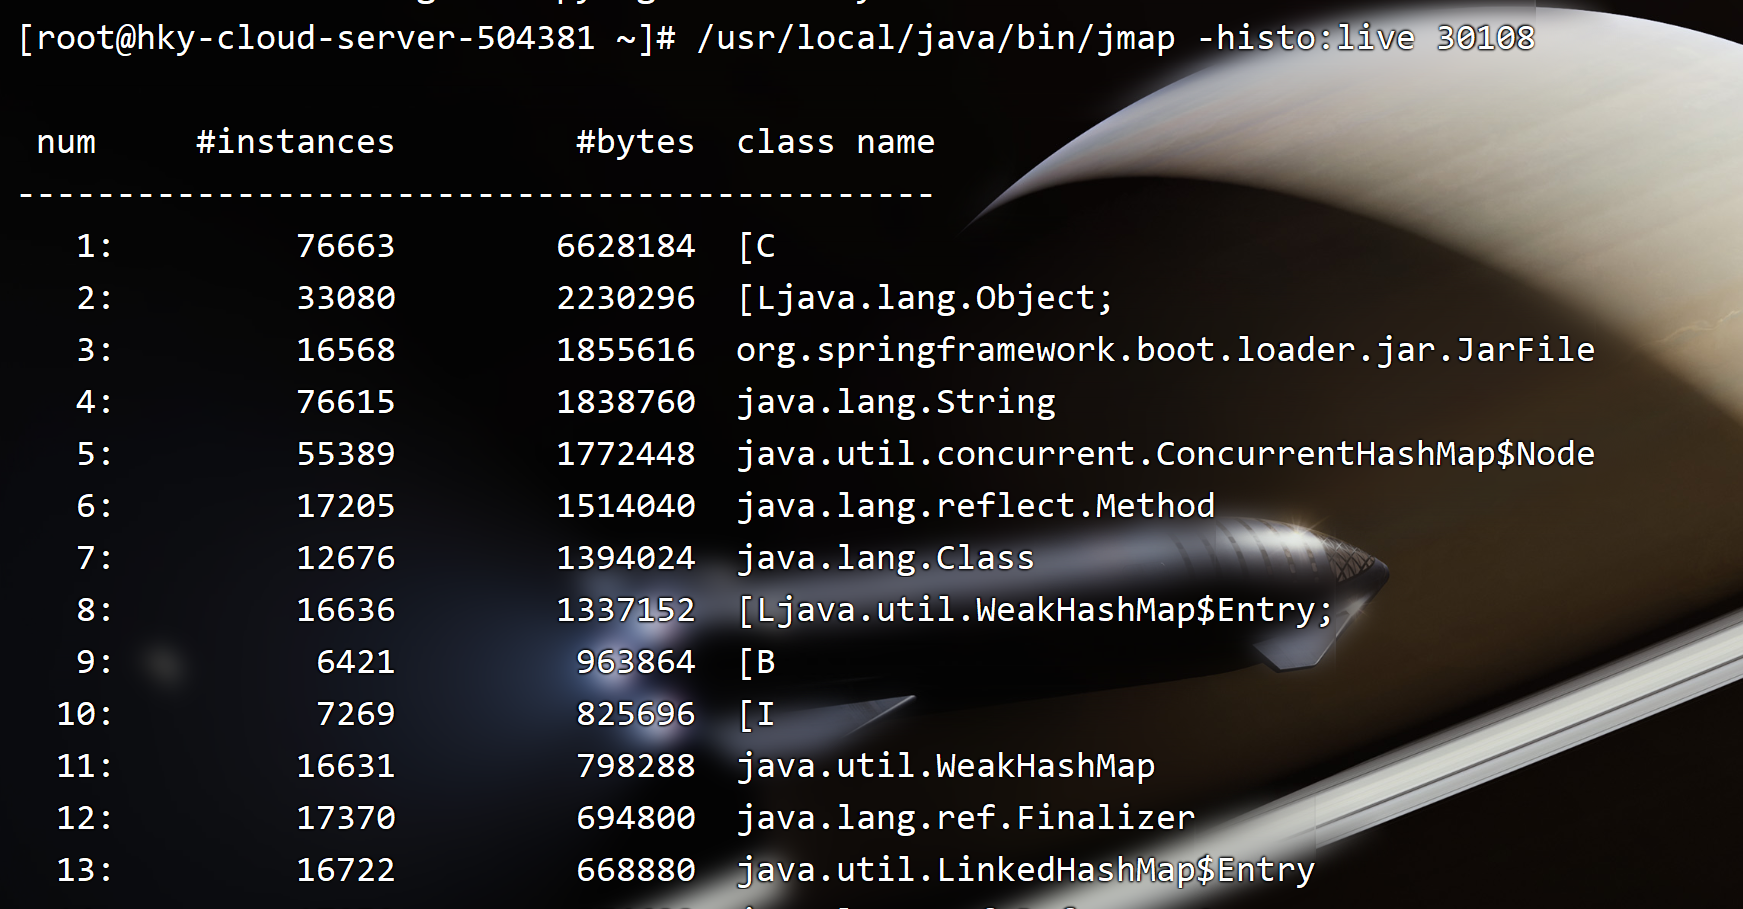 [root@hky-cloud-server-504381 ~]# /usr/local/java/bin/jmap -histo:live 30108
num #instances #bytes class name
----------------------------------------------
1: 76663 6628184 [C
2: 33080 2230296 [Ljava.lang.Object;
3: 16568 1855616 org.springframework.boot.loader.jar.JarFile
4: 76615 1838760 java.lang.String
5: 55389 1772448 java.util.concurrent.ConcurrentHashMap$Node
6: 17205 1514040 java.lang.reflect.Method
7: 12676 1394024 java.lang.Class
8: 16636 1337152 [Ljava.util.WeakHashMap$Entry;
9: 6421 963864 [B
10: 7269 825696 [I
11: 16631 798288 java.util.WeakHashMap
12: 17370 694800 java.lang.ref.Finalizer
13: 16722 668880 java.util.LinkedHashMap$Entry